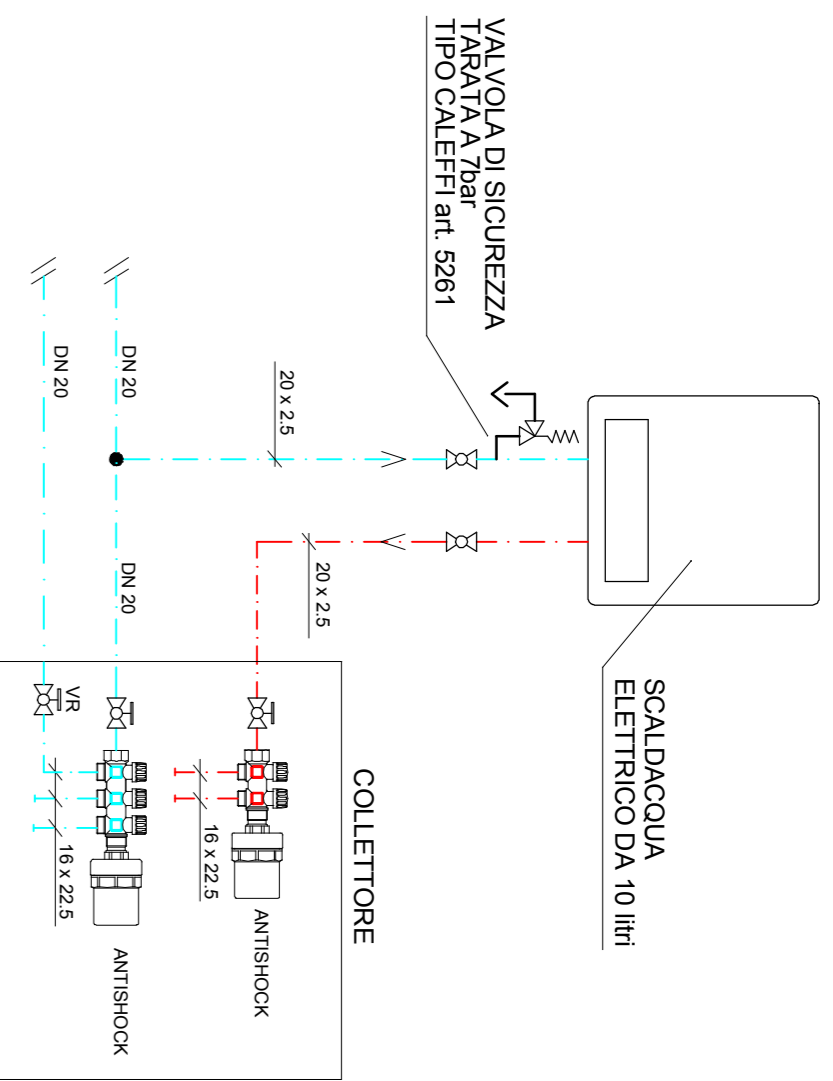 SCALDACQUA
ELETTRICO DA 10 litri
VALVOLA DI SICUREZZA
TARATA A 7bar
TIPO CALEFFI art. 5261
20 x 2.5
20 x 2.5
COLLETTORE
DN 20
DN 20
DN 20
VR
16 x 22.5
ANTISHOCK
16 x 22.5
ANTISHOCK